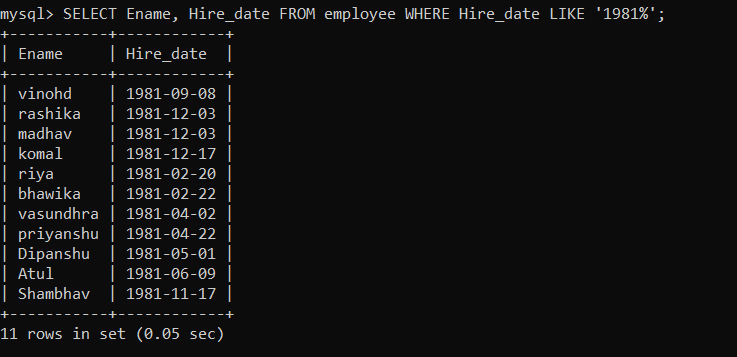 mysql> SELECT Ename, Hire_date FROM employee WHERE Hire_date LIKE '1981%';
+-----------+------------+
| Ename     | Hire_date  |
+-----------+------------+
| vinohd    | 1981-09-08 |
| rashika   | 1981-12-03 |
| madhav    | 1981-12-03 |
| komal     | 1981-12-17 |
| riya      | 1981-02-20 |
| bhawika   | 1981-02-22 |
| vasundhra | 1981-04-02 |
| priyanshu | 1981-04-22 |
| Dipanshu  | 1981-05-01 |
| Atul      | 1981-06-09 |
| Shambhav  | 1981-11-17 |
+-----------+------------+
11 rows in set (0.05 sec)